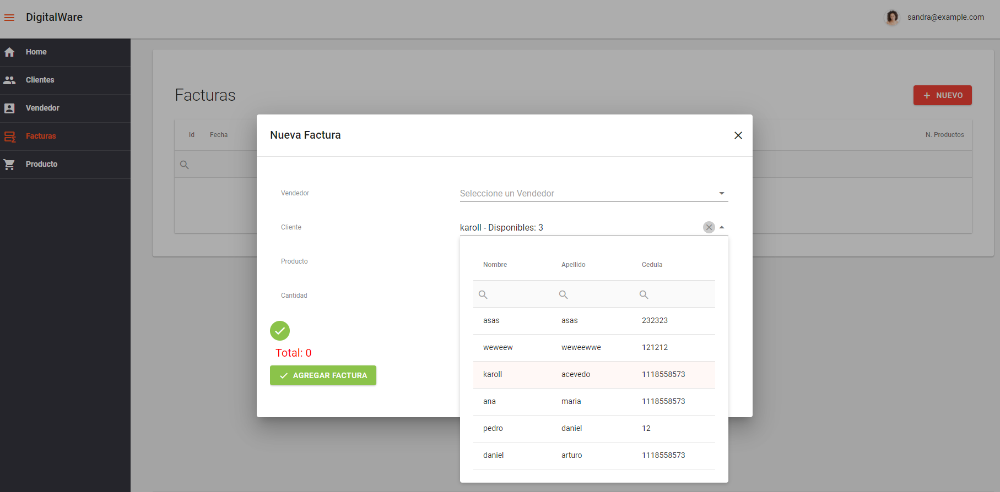 DigitalWare
sandra@example.com
Home
Clientes
Vendedor
Facturas
Producto
Facturas
NUEVO
Id Fecha N. Productos
Nueva Factura
Vendedor Seleccione un Vendedor
Cliente karoll - Disponibles: 3
Producto
Cantidad
Total: 0
AGREGAR FACTURA
Nombre Apellido Cedula
asas asas 232323
weweew weweewwe 121212
karoll acevedo 1118558573
ana maria 1118558573
pedro daniel 12
daniel arturo 1118558573